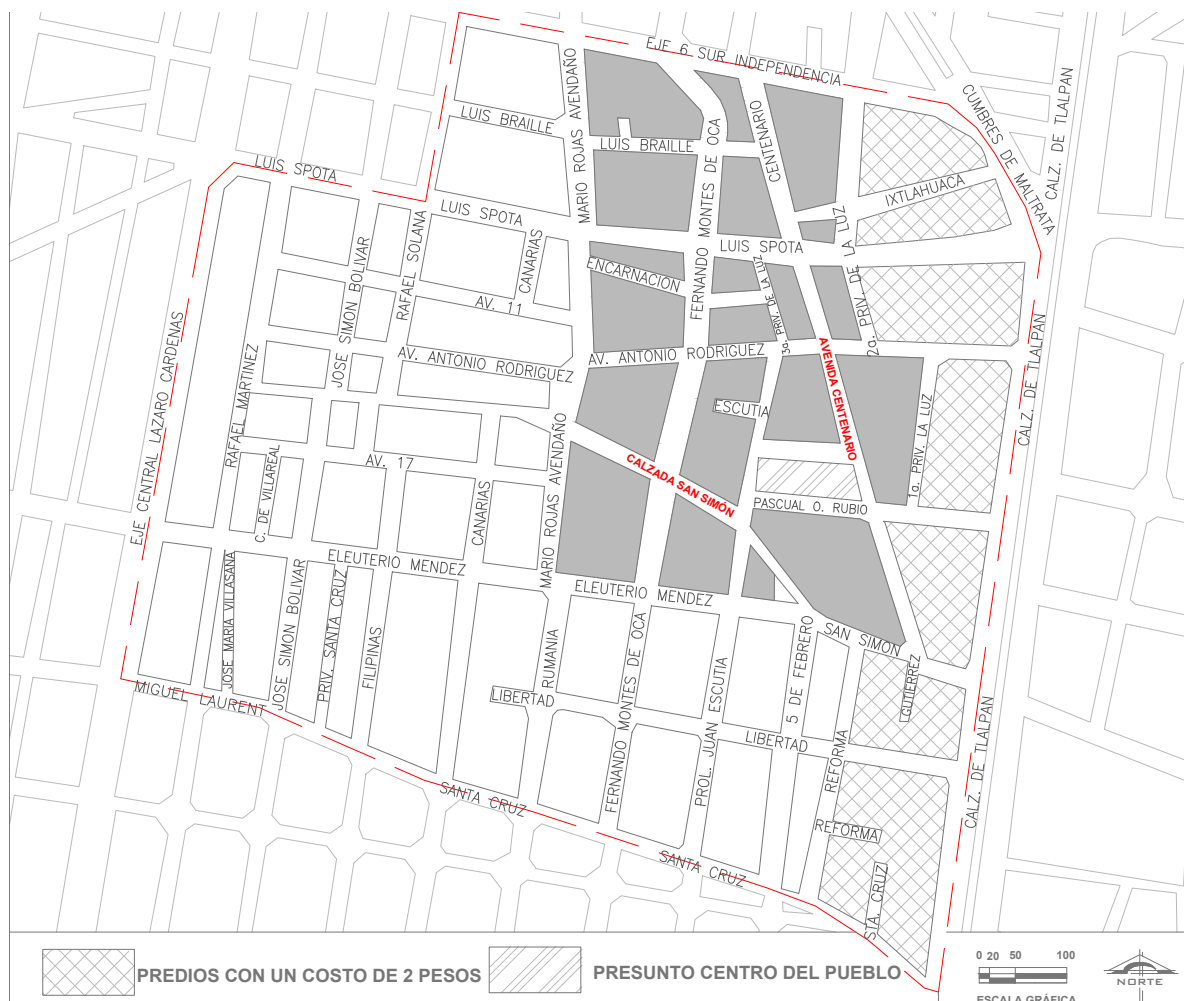 EJE 6 SUR INDEPENDENCIA
CUMBRES DE MALTRATA
CALZ. DE TLALPAN
MARIO ROJAS AVENDAÑO
LUIS BRAILLE
LUIS BRAILLE
FERNANDO MONTES DE OCA
CENTENARIO
IXTLAHUACA
LUIS SPOTA
LUIS SPOTA
LUIS SPOTA
RAFAEL SOLANA
JOSE SIMON BOLIVAR
CANARIAS
ENCARNACION
3a. PRIV. DE LA LUZ
2a. PRIV. DE LA LUZ
AV. 11
AV. ANTONIO RODRIGUEZ
AV. ANTONIO RODRIGUEZ
AVENIDA CENTENARIO
CALZ. DE TLALPAN
EJE CENTRAL LAZARO CARDENAS
RAFAEL MARTINEZ
ESCUTIA
1a. PRIV. LA LUZ
AV. 17
C. DE VILLAREAL
CANARIAS
MARIO ROJAS AVENDAÑO
CALZADA SAN SIMÓN
PASCUAL O. RUBIO
ELEUTERIO MENDEZ
ELEUTERIO MENDEZ
JOSE MARIA VILLASANA
JOSE SIMON BOLIVAR
PRIV. SANTA CRUZ
FILIPINAS
RUMANIA
FERNANDO MONTES DE OCA
PROL. JUAN ESCUTIA
5 DE FEBRERO
SAN SIMON
GUTIERREZ
MIGUEL LAURENT
LIBERTAD
LIBERTAD
REFORMA
CALZ. DE TLALPAN
SANTA CRUZ
REFORMA
SANTA CRUZ
STA. CRUZ
PREDIOS CON UN COSTO DE 2 PESOS
PRESUNTO CENTRO DEL PUEBLO
0 20 50 100
ESCALA GRÁFICA
NORTE